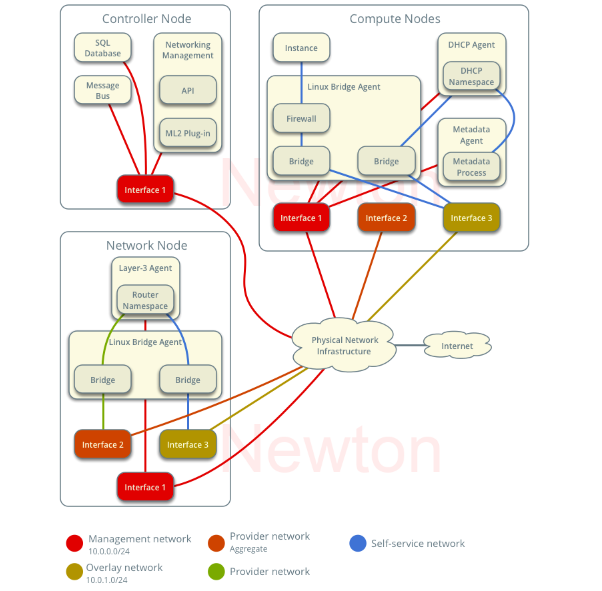 Controller Node
SQL
Database
Networking
Management
Message
Bus
API
ML2 Plug-in
Interface 1
Compute Nodes
Instance
DHCP Agent
DHCP
Namespace
Linux Bridge Agent
Firewall
Metadata
Agent
Bridge
Bridge
Metadata
Process
Interface 1
Interface 2
Interface 3
Newton
Network Node
Layer-3 Agent
Router
Namespace
Linux Bridge Agent
Bridge
Bridge
Interface 2
Interface 3
Interface 1
Physical Network
Infrastructure
Internet
Newton
Management network
10.0.0.0/24
Provider network
Aggregate
Self-service network
Overlay network
10.0.1.0/24
Provider network